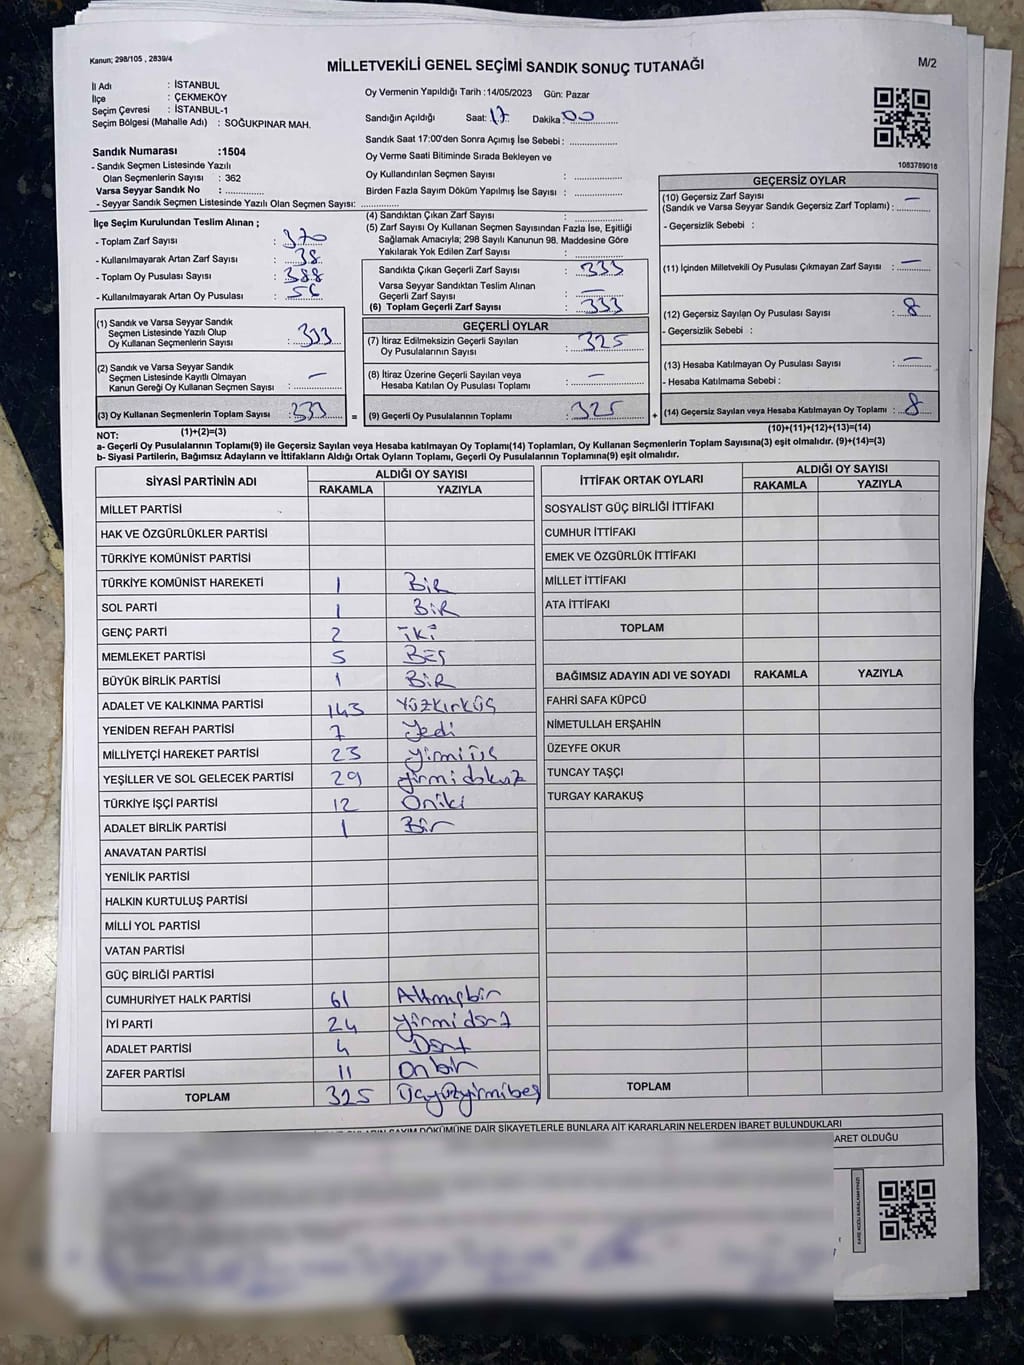 Kanun; 298/105 , 2839/4
MİLLETVEKİLİ GENEL SEÇİMİ SANDIK SONUÇ TUTANAĞI
M/2
İl Adı : İSTANBUL
İlçe : ÇEKMEKÖY
Seçim Çevresi : İSTANBUL-1
Seçim Bölgesi (Mahalle Adı) : SOĞUKPINAR MAH.
Oy Vermenin Yapıldığı Tarih :14/05/2023 Gün: Pazar
Sandığın Açıldığı Saat: 17 Dakika 00
Sandık Saat 17:00'den Sonra Açımış İse Sebebi :
Oy Verme Saati Bitiminde Sırada Bekleyen ve
Oy Kullandırılan Seçmen Sayısı :
Birden Fazla Sayım Döküm Yapılmış İse Sayısı :
1083789018
Sandık Numarası :1504
- Sandık Seçmen Listesinde Yazılı
Olan Seçmenlerin Sayısı : 362
Varsa Seyyar Sandık No :
- Seyyar Sandık Seçmen Listesinde Yazılı Olan Seçmen Sayısı:
İlçe Seçim Kurulundan Teslim Alınan ;
- Toplam Zarf Sayısı : 370
- Kullanılmayarak Artan Zarf Sayısı : 38
- Toplam Oy Pusulası Sayısı : 388
- Kullanılmayarak Artan Oy Pusulası :
(1) Sandık ve Varsa Seyyar Sandık
Seçmen Listesinde Yazılı Olup
Oy Kullanan Seçmenlerin Sayısı : 333
(2) Sandık ve Varsa Seyyar Sandık
Seçmen Listesinde Kayıtlı Olmayan
Kanun Gereği Oy Kullanan Seçmen Sayısı : —
(3) Oy Kullanan Seçmenlerin Toplam Sayısı : 333 =
(1)+(2)=(3)
(4) Sandıktan Çıkan Zarf Sayısı :
(5) Zarf Sayısı Oy Kullanan Seçmen Sayısından Fazla İse, Eşitliği
Sağlamak Amacıyla; 298 Sayılı Kanunun 98. Maddesine Göre
Yakılarak Yok Edilen Zarf Sayısı :
Sandıkta Çıkan Geçerli Zarf Sayısı : 333
Varsa Seyyar Sandıktan Teslim Alınan
Geçerli Zarf Sayısı : —
(6) Toplam Geçerli Zarf Sayısı : 333
GEÇERLİ OYLAR
(7) İtiraz Edilmeksizin Geçerli Sayılan
Oy Pusulalarının Sayısı : 325
(8) İtiraz Üzerine Geçerli Sayılan veya
Hesaba Katılan Oy Pusulası Toplamı : —
(9) Geçerli Oy Pusulalarının Toplamı : 325 +
GEÇERSİZ OYLAR
(10) Geçersiz Zarf Sayısı
(Sandık ve Varsa Seyyar Sandık Geçersiz Zarf Toplamı) : —
- Geçersizlik Sebebi :
(11) İçinden Milletvekili Oy Pusulası Çıkmayan Zarf Sayısı : —
(12) Geçersiz Sayılan Oy Pusulası Sayısı : 8
- Geçersizlik Sebebi :
(13) Hesaba Katılmayan Oy Pusulası Sayısı : —
- Hesaba Katılmama Sebebi :
(14) Geçersiz Sayılan veya Hesaba Katılmayan Oy Toplamı : 8
(10)+(11)+(12)+(13)=(14)
NOT:
a- Geçerli Oy Pusulalarının Toplamı(9) ile Geçersiz Sayılan veya Hesaba katılmayan Oy Toplamı(14) Toplamları, Oy Kullanan Seçmenlerin Toplam Sayısına(3) eşit olmalıdır. (9)+(14)=(3)
b- Siyasi Partilerin, Bağımsız Adayların ve İttifakların Aldığı Ortak Oyların Toplamı, Geçerli Oy Pusulalarının Toplamına(9) eşit olmalıdır.
SİYASİ PARTİNİN ADI ALDIĞI OY SAYISI
RAKAMLA YAZIYLA
MİLLET PARTİSİ
HAK VE ÖZGÜRLÜKLER PARTİSİ
TÜRKİYE KOMÜNİST PARTİSİ
TÜRKİYE KOMÜNİST HAREKETİ 1 BİR
SOL PARTİ 1 BİR
GENÇ PARTİ 2 iki
MEMLEKET PARTİSİ 5 BEŞ
BÜYÜK BİRLİK PARTİSİ 1 BİR
ADALET VE KALKINMA PARTİSİ 143 Yüzkırküç
YENİDEN REFAH PARTİSİ 7 Yedi
MİLLİYETÇİ HAREKET PARTİSİ 23 yirmiüç
YEŞİLLER VE SOL GELECEK PARTİSİ 29 yirmidokuz
TÜRKİYE İŞÇİ PARTİSİ 12 Oniki
ADALET BİRLİK PARTİSİ 1 Bir
ANAVATAN PARTİSİ
YENİLİK PARTİSİ
HALKIN KURTULUŞ PARTİSİ
MİLLİ YOL PARTİSİ
VATAN PARTİSİ
GÜÇ BİRLİĞİ PARTİSİ
CUMHURİYET HALK PARTİSİ 61 Altmışbir
İYİ PARTİ 24 yirmidört
ADALET PARTİSİ 4 Dört
ZAFER PARTİSİ 11 Onbir
TOPLAM 325 Üçyüzyirmibeş
İTTİFAK ORTAK OYLARI ALDIĞI OY SAYISI
RAKAMLA YAZIYLA
SOSYALİST GÜÇ BİRLİĞİ İTTİFAKI
CUMHUR İTTİFAKI
EMEK VE ÖZGÜRLÜK İTTİFAKI
MİLLET İTTİFAKI
ATA İTTİFAKI
TOPLAM
BAĞIMSIZ ADAYIN ADI VE SOYADI RAKAMLA YAZIYLA
FAHRİ SAFA KÜPCÜ
NİMETULLAH ERŞAHİN
ÜZEYFE OKUR
TUNCAY TAŞÇI
TURGAY KARAKUŞ
TOPLAM
SAYIM DÖKÜMÜNE DAİR ŞİKAYETLERLE BUNLARA AİT KARARLARIN NELERDEN İBARET BULUNDUKLARI
ARET OLDUĞU